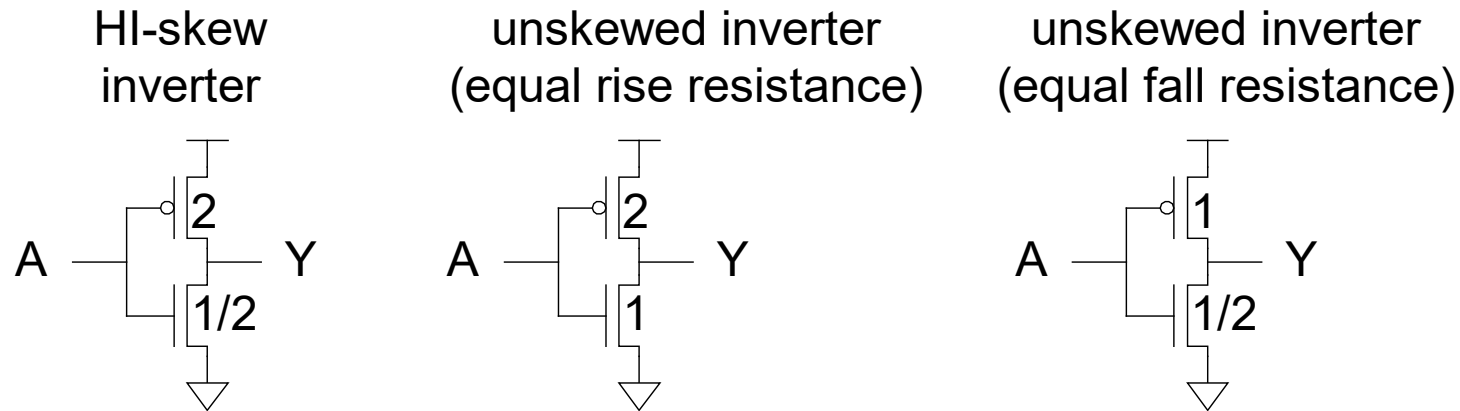 HI-skew
inverter
unskewed inverter
(equal rise resistance)
unskewed inverter
(equal fall resistance)
A
2
1/2
Y
A
2
1
Y
A
1
1/2
Y